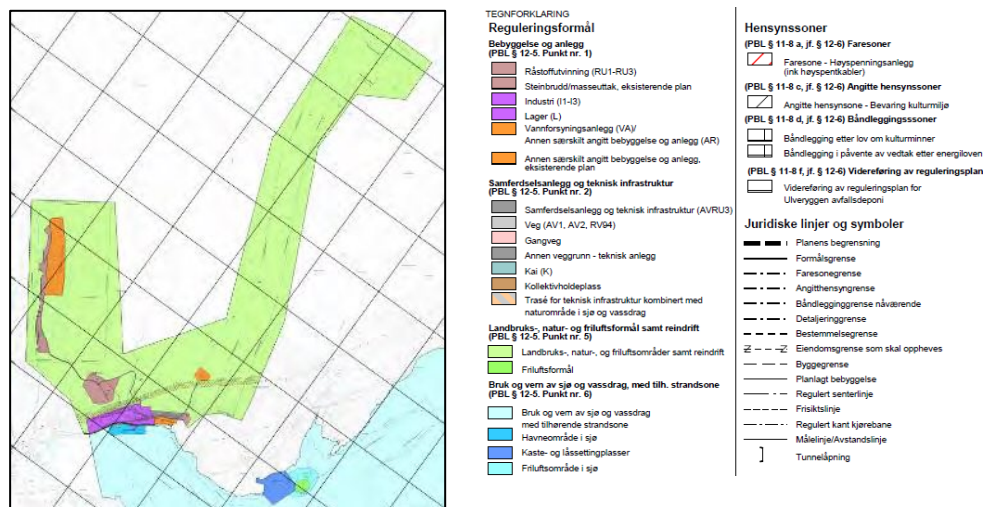 TEGNFORKLARING
Reguleringsformål
Bebyggelse og anlegg
(PBL § 12-5. Punkt nr. 1)
Råstoffutvinning (RU1-RU3)
Steinbrudd/masseuttak, eksisterende plan
Industri (I1-I3)
Lager (L)
Vannforsyningsanlegg (VA)/
Annen særskilt angitt bebyggelse og anlegg (AR)
Annen særskilt angitt bebyggelse og anlegg,
eksisterende plan
Samferdselsanlegg og teknisk infrastruktur
(PBL § 12-5. Punkt nr. 2)
Samferdselsanlegg og teknisk infrastruktur (AVRU3)
Veg (AV1, AV2, RV94)
Gangveg
Annen veggrunn - teknisk anlegg
Kai (K)
Kollektivholdeplass
Trasé for teknisk infrastruktur kombinert med
naturområde i sjø og vassdrag
Landbruks-, natur- og friluftsformål samt reindrift
(PBL § 12-5. Punkt nr. 5)
Landbruks-, natur-, og friluftsområder samt reindrift
Friluftsformål
Bruk og vern av sjø og vassdrag, med tilh. strandsone
(PBL § 12-5. Punkt nr. 6)
Bruk og vern av sjø og vassdrag
med tilhørende strandsone
Havneområde i sjø
Kaste- og låssettingplasser
Friluftsområde i sjø
Hensynssoner
(PBL § 11-8 a, jf. § 12-6) Faresoner
Faresone - Høyspenningsanlegg
(ink høyspentkabler)
(PBL § 11-8 c, jf. § 12-6) Angitte hensynssoner
Angitte hensynsone - Bevaring kulturmiljø
(PBL § 11-8 d, jf. § 12-6) Båndleggingssoner
Båndlegging etter lov om kulturminner
Båndlegging i påvente av vedtak etter energiloven
(PBL § 11-8 f, jf. § 12-6) Videreføring av reguleringsplan
Videreføring av reguleringsplan for
Ulveryggen avfallsdeponi
Juridiske linjer og symboler
Planens begrensning
Formålsgrense
Faresonegrense
Angitthensyngrense
Båndlegginggrense nåværende
Detaljeringgrense
Bestemmelsegrense
Eiendomsgrense som skal oppheves
Byggegrense
Planlagt bebyggelse
Regulert senterlinje
Frisiktslinje
Regulert kant kjørebane
Målelinje/Avstandslinje
Tunnelåpning